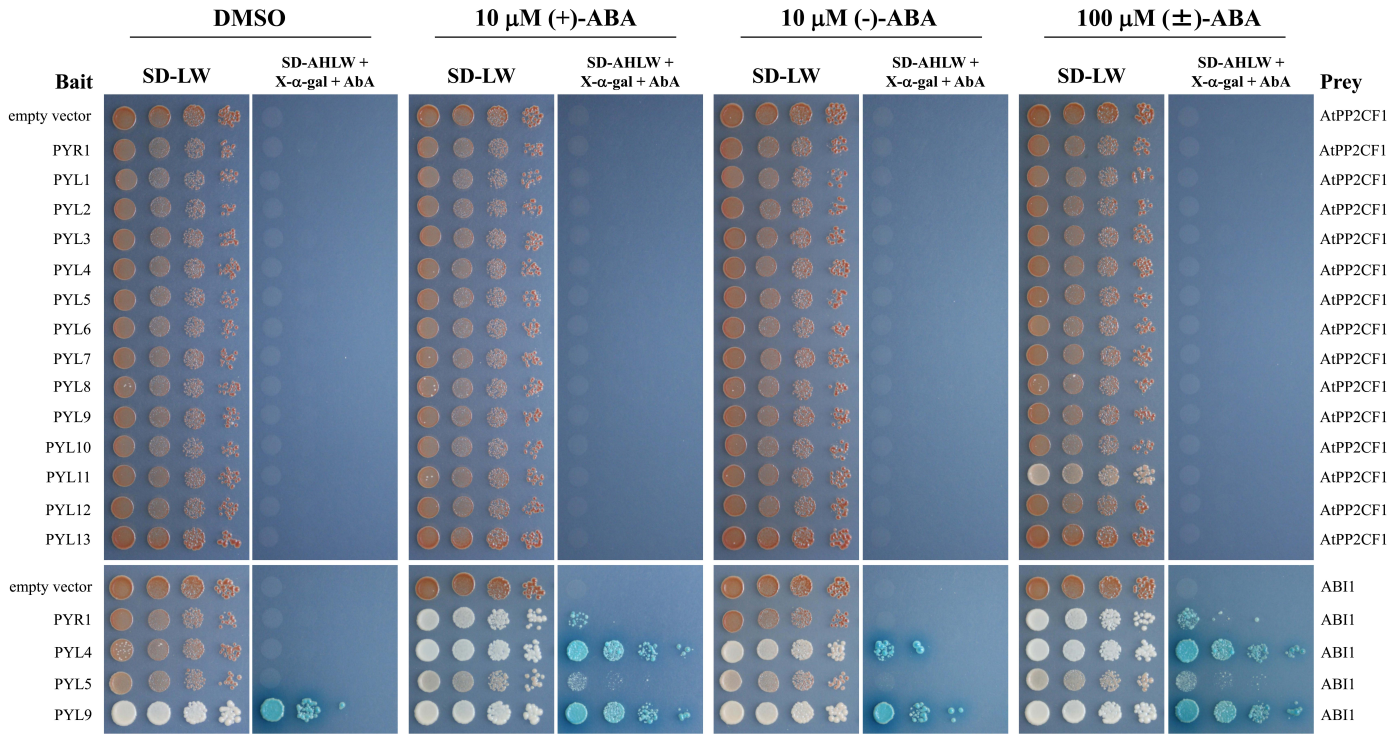 DMSO 10 µM (+)-ABA 10 µM (-)-ABA 100 µM (±)-ABA
Bait SD-LW SD-AHLW + X-α-gal + AbA SD-LW SD-AHLW + X-α-gal + AbA SD-LW SD-AHLW + X-α-gal + AbA SD-LW SD-AHLW + X-α-gal + AbA Prey
empty vector AtPP2CF1
PYR1 AtPP2CF1
PYL1 AtPP2CF1
PYL2 AtPP2CF1
PYL3 AtPP2CF1
PYL4 AtPP2CF1
PYL5 AtPP2CF1
PYL6 AtPP2CF1
PYL7 AtPP2CF1
PYL8 AtPP2CF1
PYL9 AtPP2CF1
PYL10 AtPP2CF1
PYL11 AtPP2CF1
PYL12 AtPP2CF1
PYL13 AtPP2CF1
empty vector ABI1
PYR1 ABI1
PYL4 ABI1
PYL5 ABI1
PYL9 ABI1